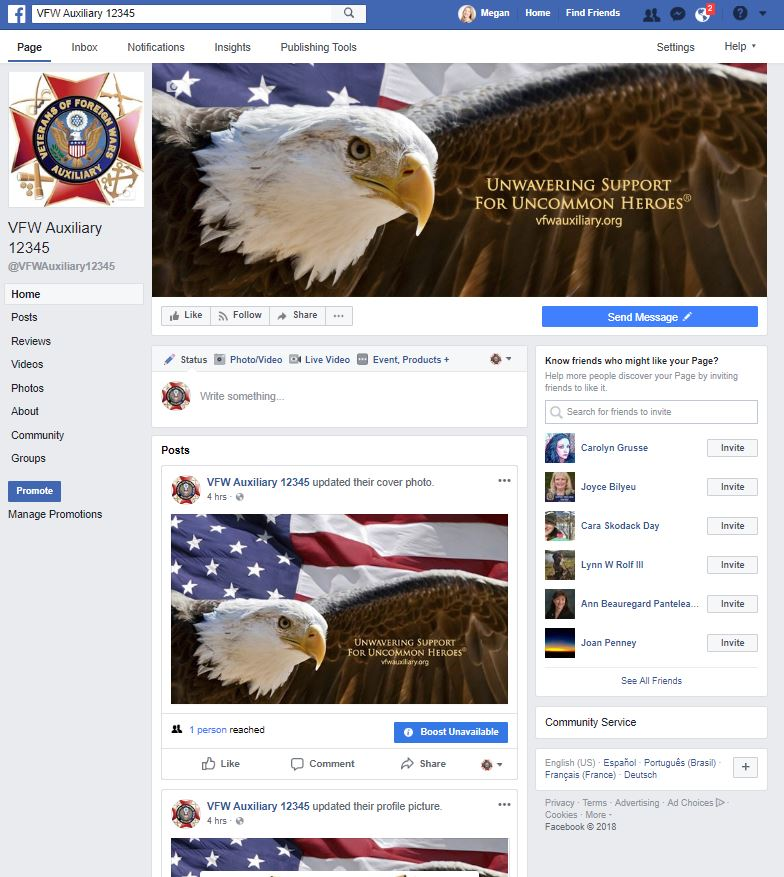 VFW Auxiliary 12345
Megan Home Find Friends 2
Page Inbox Notifications Insights Publishing Tools Settings Help
VETERANS OF FOREIGN WARS
AUXILIARY
VFW Auxiliary
12345
@VFWAuxiliary12345
Home
Posts
Reviews
Videos
Photos
About
Community
Groups
Promote
Manage Promotions
UNWAVERING SUPPORT
FOR UNCOMMON HEROES®
vfwauxiliary.org
Like Follow Share ...
Send Message
Status Photo/Video Live Video Event, Products +
Write something...
Posts
VFW Auxiliary 12345 updated their cover photo.
4 hrs ·
UNWAVERING SUPPORT
FOR UNCOMMON HEROES®
vfwauxiliary.org
1 person reached
Boost Unavailable
Like Comment Share
VFW Auxiliary 12345 updated their profile picture.
4 hrs ·
Know friends who might like your Page?
Help more people discover your Page by inviting
friends to like it.
Search for friends to invite
Carolyn Grusse Invite
Joyce Bilyeu Invite
Cara Skodack Day Invite
Lynn W Rolf III Invite
Ann Beauregard Pantelea... Invite
Joan Penney Invite
See All Friends
Community Service
English (US) · Español · Português (Brasil) ·
Français (France) · Deutsch
+
Privacy · Terms · Advertising · Ad Choices ·
Cookies · More
Facebook © 2018